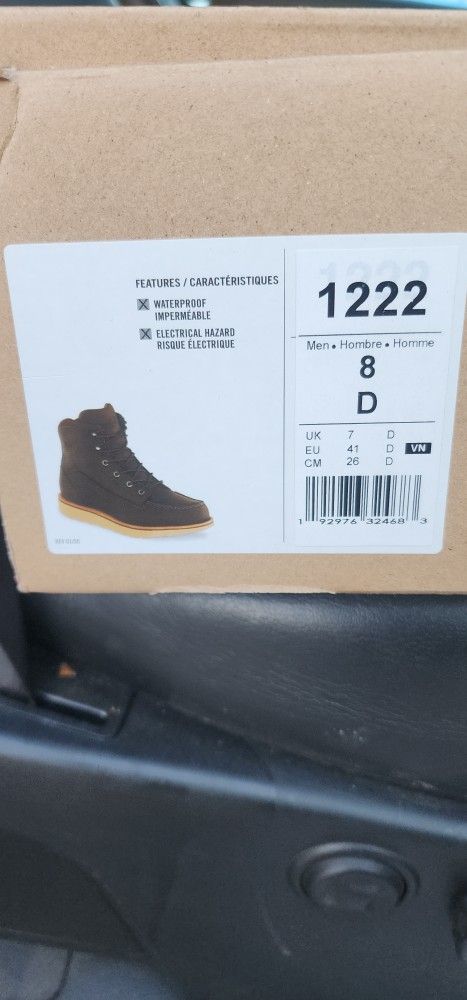 FEATURES / CARACTÉRISTIQUES
WATERPROOF
IMPERMÉABLE
ELECTRICAL HAZARD
RISQUE ÉLECTRIQUE
1222
Men • Hombre • Homme
8
D
UK 7 D
EU 41 D VN
CM 26 D
1 92976 32468 3